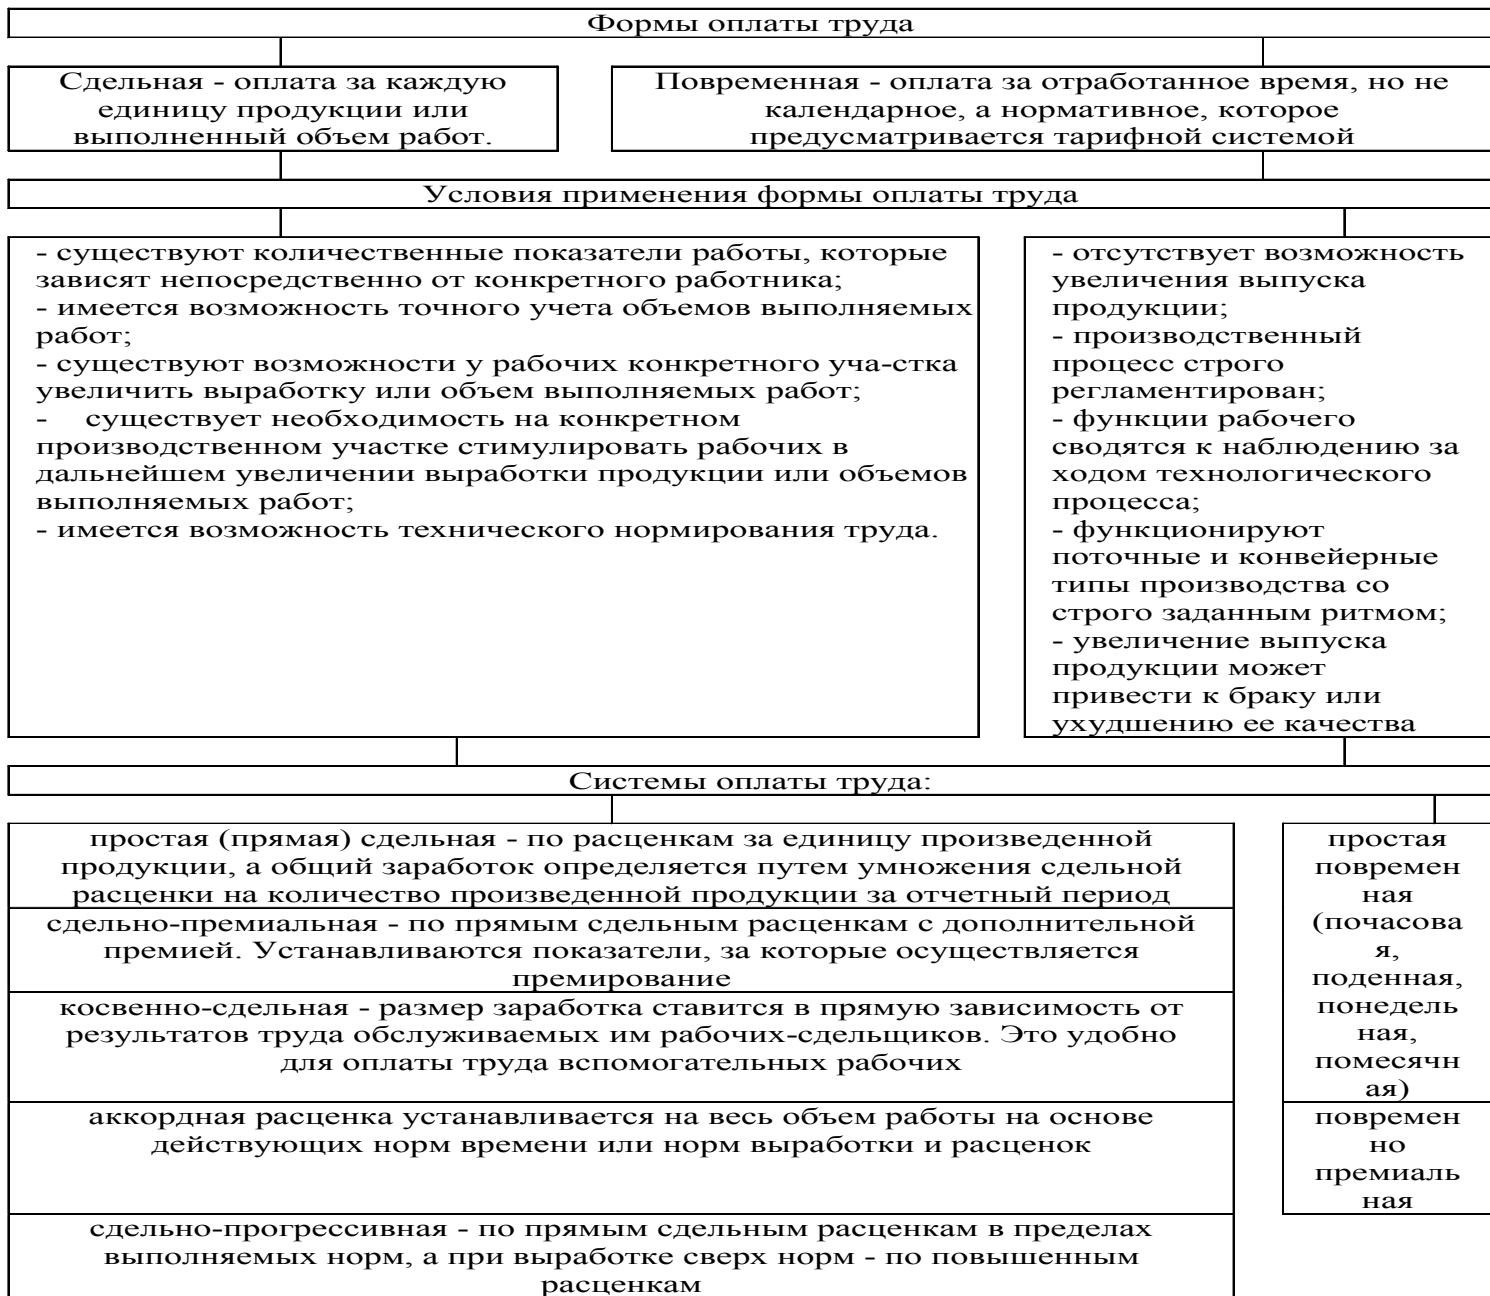 Формы оплаты труда
Сдельная - оплата за каждую
единицу продукции или
выполненный объем работ.
Повременная - оплата за отработанное время, но не
календарное, а нормативное, которое
предусматривается тарифной системой
Условия применения формы оплаты труда
- существуют количественные показатели работы, которые
зависят непосредственно от конкретного работника;
- имеется возможность точного учета объемов выполняемых
работ;
- существуют возможности у рабочих конкретного уча-стка
увеличить выработку или объем выполняемых работ;
- существует необходимость на конкретном
производственном участке стимулировать рабочих в
дальнейшем увеличении выработки продукции или объемов
выполняемых работ;
- имеется возможность технического нормирования труда.
- отсутствует возможность
увеличения выпуска
продукции;
- производственный
процесс строго
регламентирован;
- функции рабочего
сводятся к наблюдению за
ходом технологического
процесса;
- функционируют
поточные и конвейерные
типы производства со
строго заданным ритмом;
- увеличение выпуска
продукции может
привести к браку или
ухудшению ее качества
Системы оплаты труда:
простая (прямая) сдельная - по расценкам за единицу произведенной
продукции, а общий заработок определяется путем умножения сдельной
расценки на количество произведенной продукции за отчетный период
сдельно-премиальная - по прямым сдельным расценкам с дополнительной
премией. Устанавливаются показатели, за которые осуществляется
премирование
косвенно-сдельная - размер заработка ставится в прямую зависимость от
результатов труда обслуживаемых им рабочих-сдельщиков. Это удобно
для оплаты труда вспомогательных рабочих
аккордная расценка устанавливается на весь объем работы на основе
действующих норм времени или норм выработки и расценок
сдельно-прогрессивная - по прямым сдельным расценкам в пределах
выполняемых норм, а при выработке сверх норм - по повышенным
расценкам
простая
повремен
ная
(почасова
я,
поденная,
понедель
ная,
помесячн
ая)
повремен
но
премиаль
ная